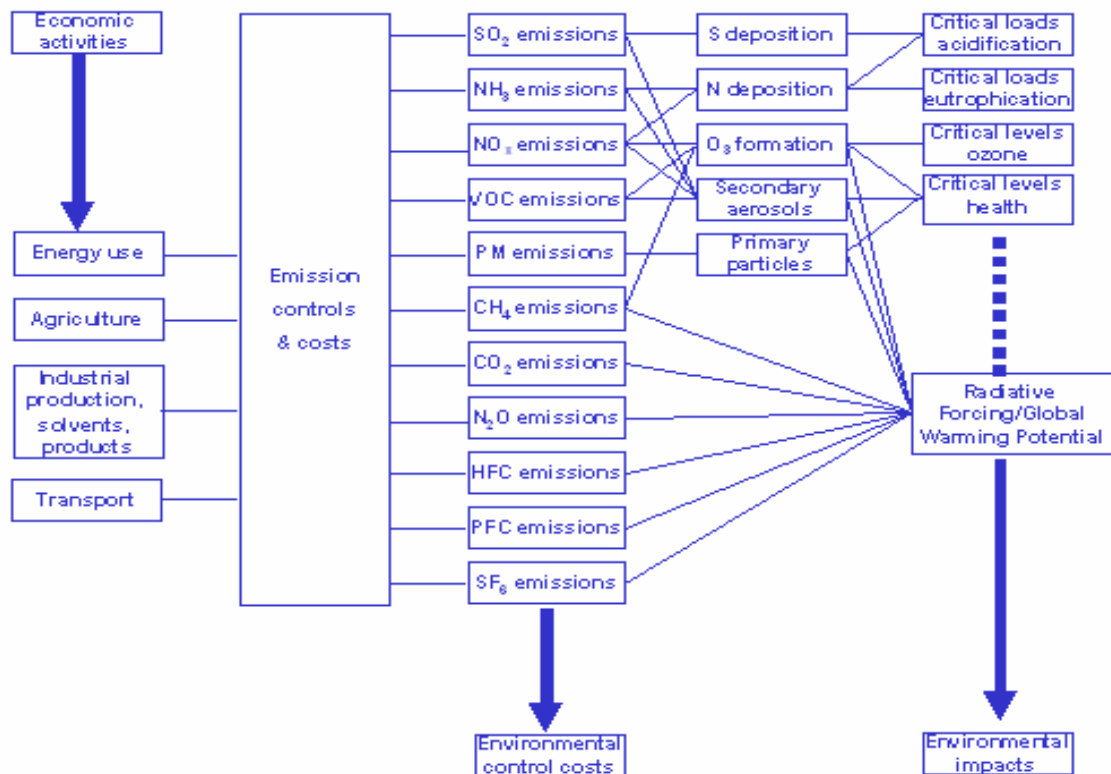 Economic
activities
Energy use
Agriculture
Industrial
production,
solvents,
products
Transport
Emission
controls
& costs
SO₂ emissions
NH₃ emissions
NOₓ emissions
VOC emissions
PM emissions
CH₄ emissions
CO₂ emissions
N₂O emissions
HFC emissions
PFC emissions
SF₆ emissions
Environmental
control costs
S deposition
N deposition
O₃ formation
Secondary
aerosols
Primary
particles
Critical loads
acidification
Critical loads
eutrophication
Critical levels
ozone
Critical levels
health
Radiative
Forcing/Global
Warming Potential
Environmental
impacts